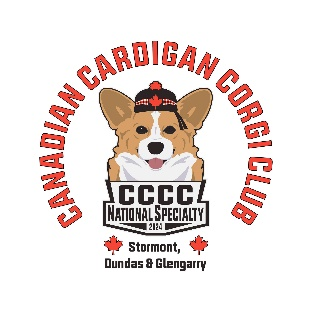 CANADIAN CARDIGAN CORGI CLUB
CCCC
NATIONAL SPECIALTY
2024
Stormont,
Dundas & Glengarry